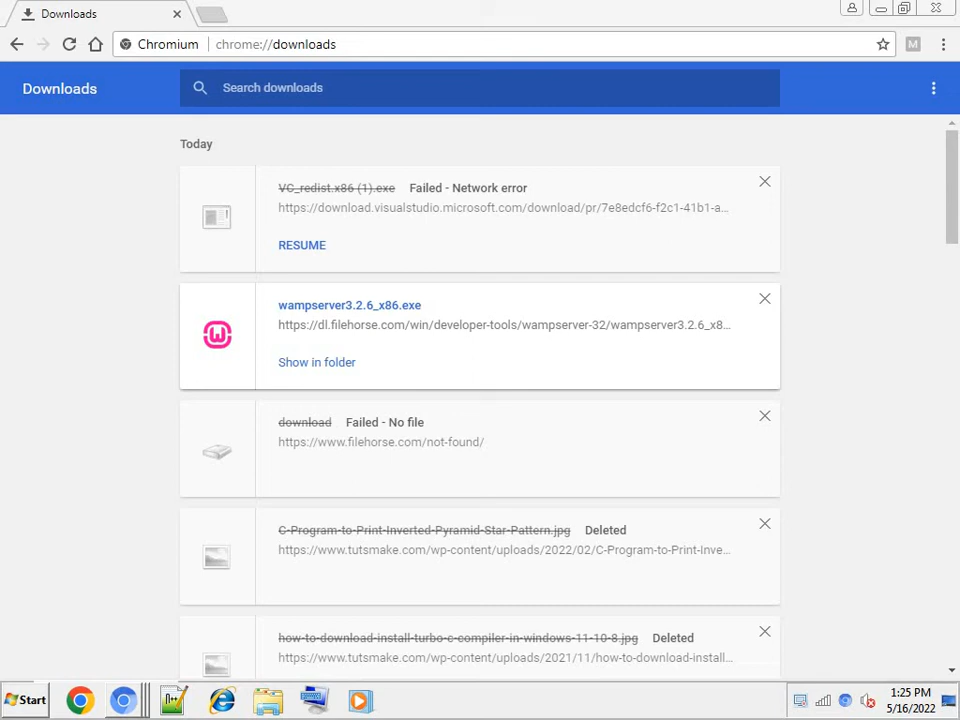 Downloads
Chromium chrome://downloads
M
Downloads
Search downloads
Today
VC_redist.x86 (1).exe Failed - Network error
https://download.visualstudio.microsoft.com/download/pr/7e8edcf6-f2c1-41b1-a...
RESUME
wampserver3.2.6_x86.exe
https://dl.filehorse.com/win/developer-tools/wampserver-32/wampserver3.2.6_x8...
Show in folder
download Failed - No file
https://www.filehorse.com/not-found/
C-Program-to-Print-Inverted-Pyramid-Star-Pattern.jpg Deleted
https://www.tutsmake.com/wp-content/uploads/2022/02/C-Program-to-Print-Inve...
how-to-download-install-turbo-c-compiler-in-windows-11-10-8.jpg Deleted
https://www.tutsmake.com/wp-content/uploads/2021/11/how-to-download-install...
Start
1:25 PM
5/16/2022